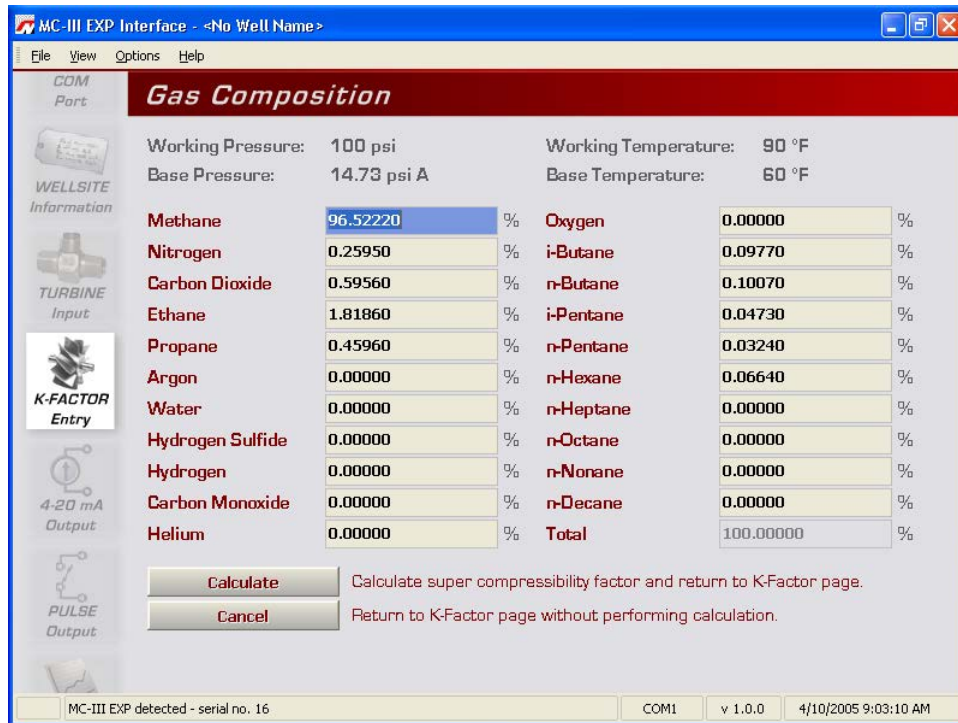 MC-III EXP Interface - <No Well Name>
File View Options Help
COM
Port
WELLSITE
Information
TURBINE
Input
K-FACTOR
Entry
4-20 mA
Output
PULSE
Output
Gas Composition
Working Pressure: 100 psi Working Temperature: 90 °F
Base Pressure: 14.73 psi A Base Temperature: 60 °F
Methane 96.52220 % Oxygen 0.00000 %
Nitrogen 0.25950 % i-Butane 0.09770 %
Carbon Dioxide 0.59560 % n-Butane 0.10070 %
Ethane 1.81860 % i-Pentane 0.04730 %
Propane 0.45960 % n-Pentane 0.03240 %
Argon 0.00000 % n-Hexane 0.06640 %
Water 0.00000 % n-Heptane 0.00000 %
Hydrogen Sulfide 0.00000 % n-Octane 0.00000 %
Hydrogen 0.00000 % n-Nonane 0.00000 %
Carbon Monoxide 0.00000 % n-Decane 0.00000 %
Helium 0.00000 % Total 100.00000 %
Calculate Calculate super compressibility factor and return to K-Factor page.
Cancel Return to K-Factor page without performing calculation.
MC-III EXP detected - serial no. 16 COM1 v 1.0.0 4/10/2005 9:03:10 AM